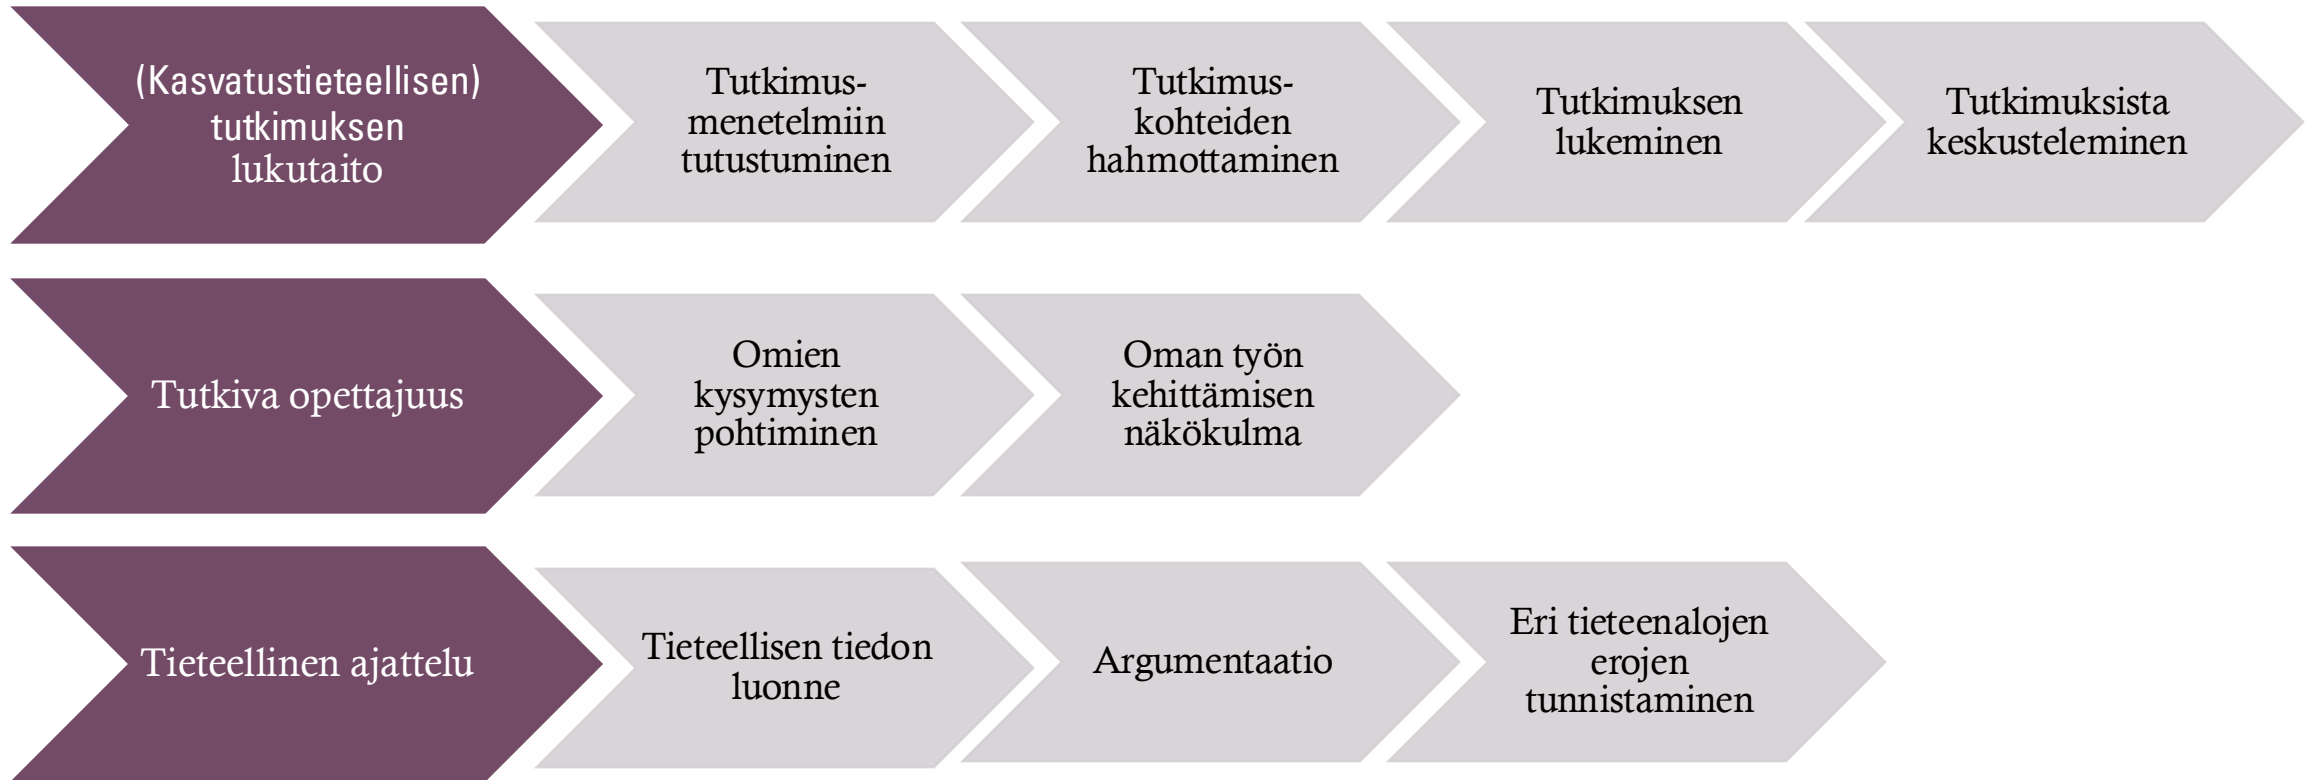 (Kasvatustieteellisen)
tutkimuksen
lukutaito
Tutkimus-
menetelmiin
tutustuminen
Tutkimus-
kohteiden
hahmottaminen
Tutkimuksen
lukeminen
Tutkimuksista
keskusteleminen
Tutkiva opettajuus
Omien
kysymysten
pohtiminen
Oman työn
kehittämisen
näkökulma
Tieteellinen ajattelu
Tieteellisen tiedon
luonne
Argumentaatio
Eri tieteenalojen
erojen
tunnistaminen